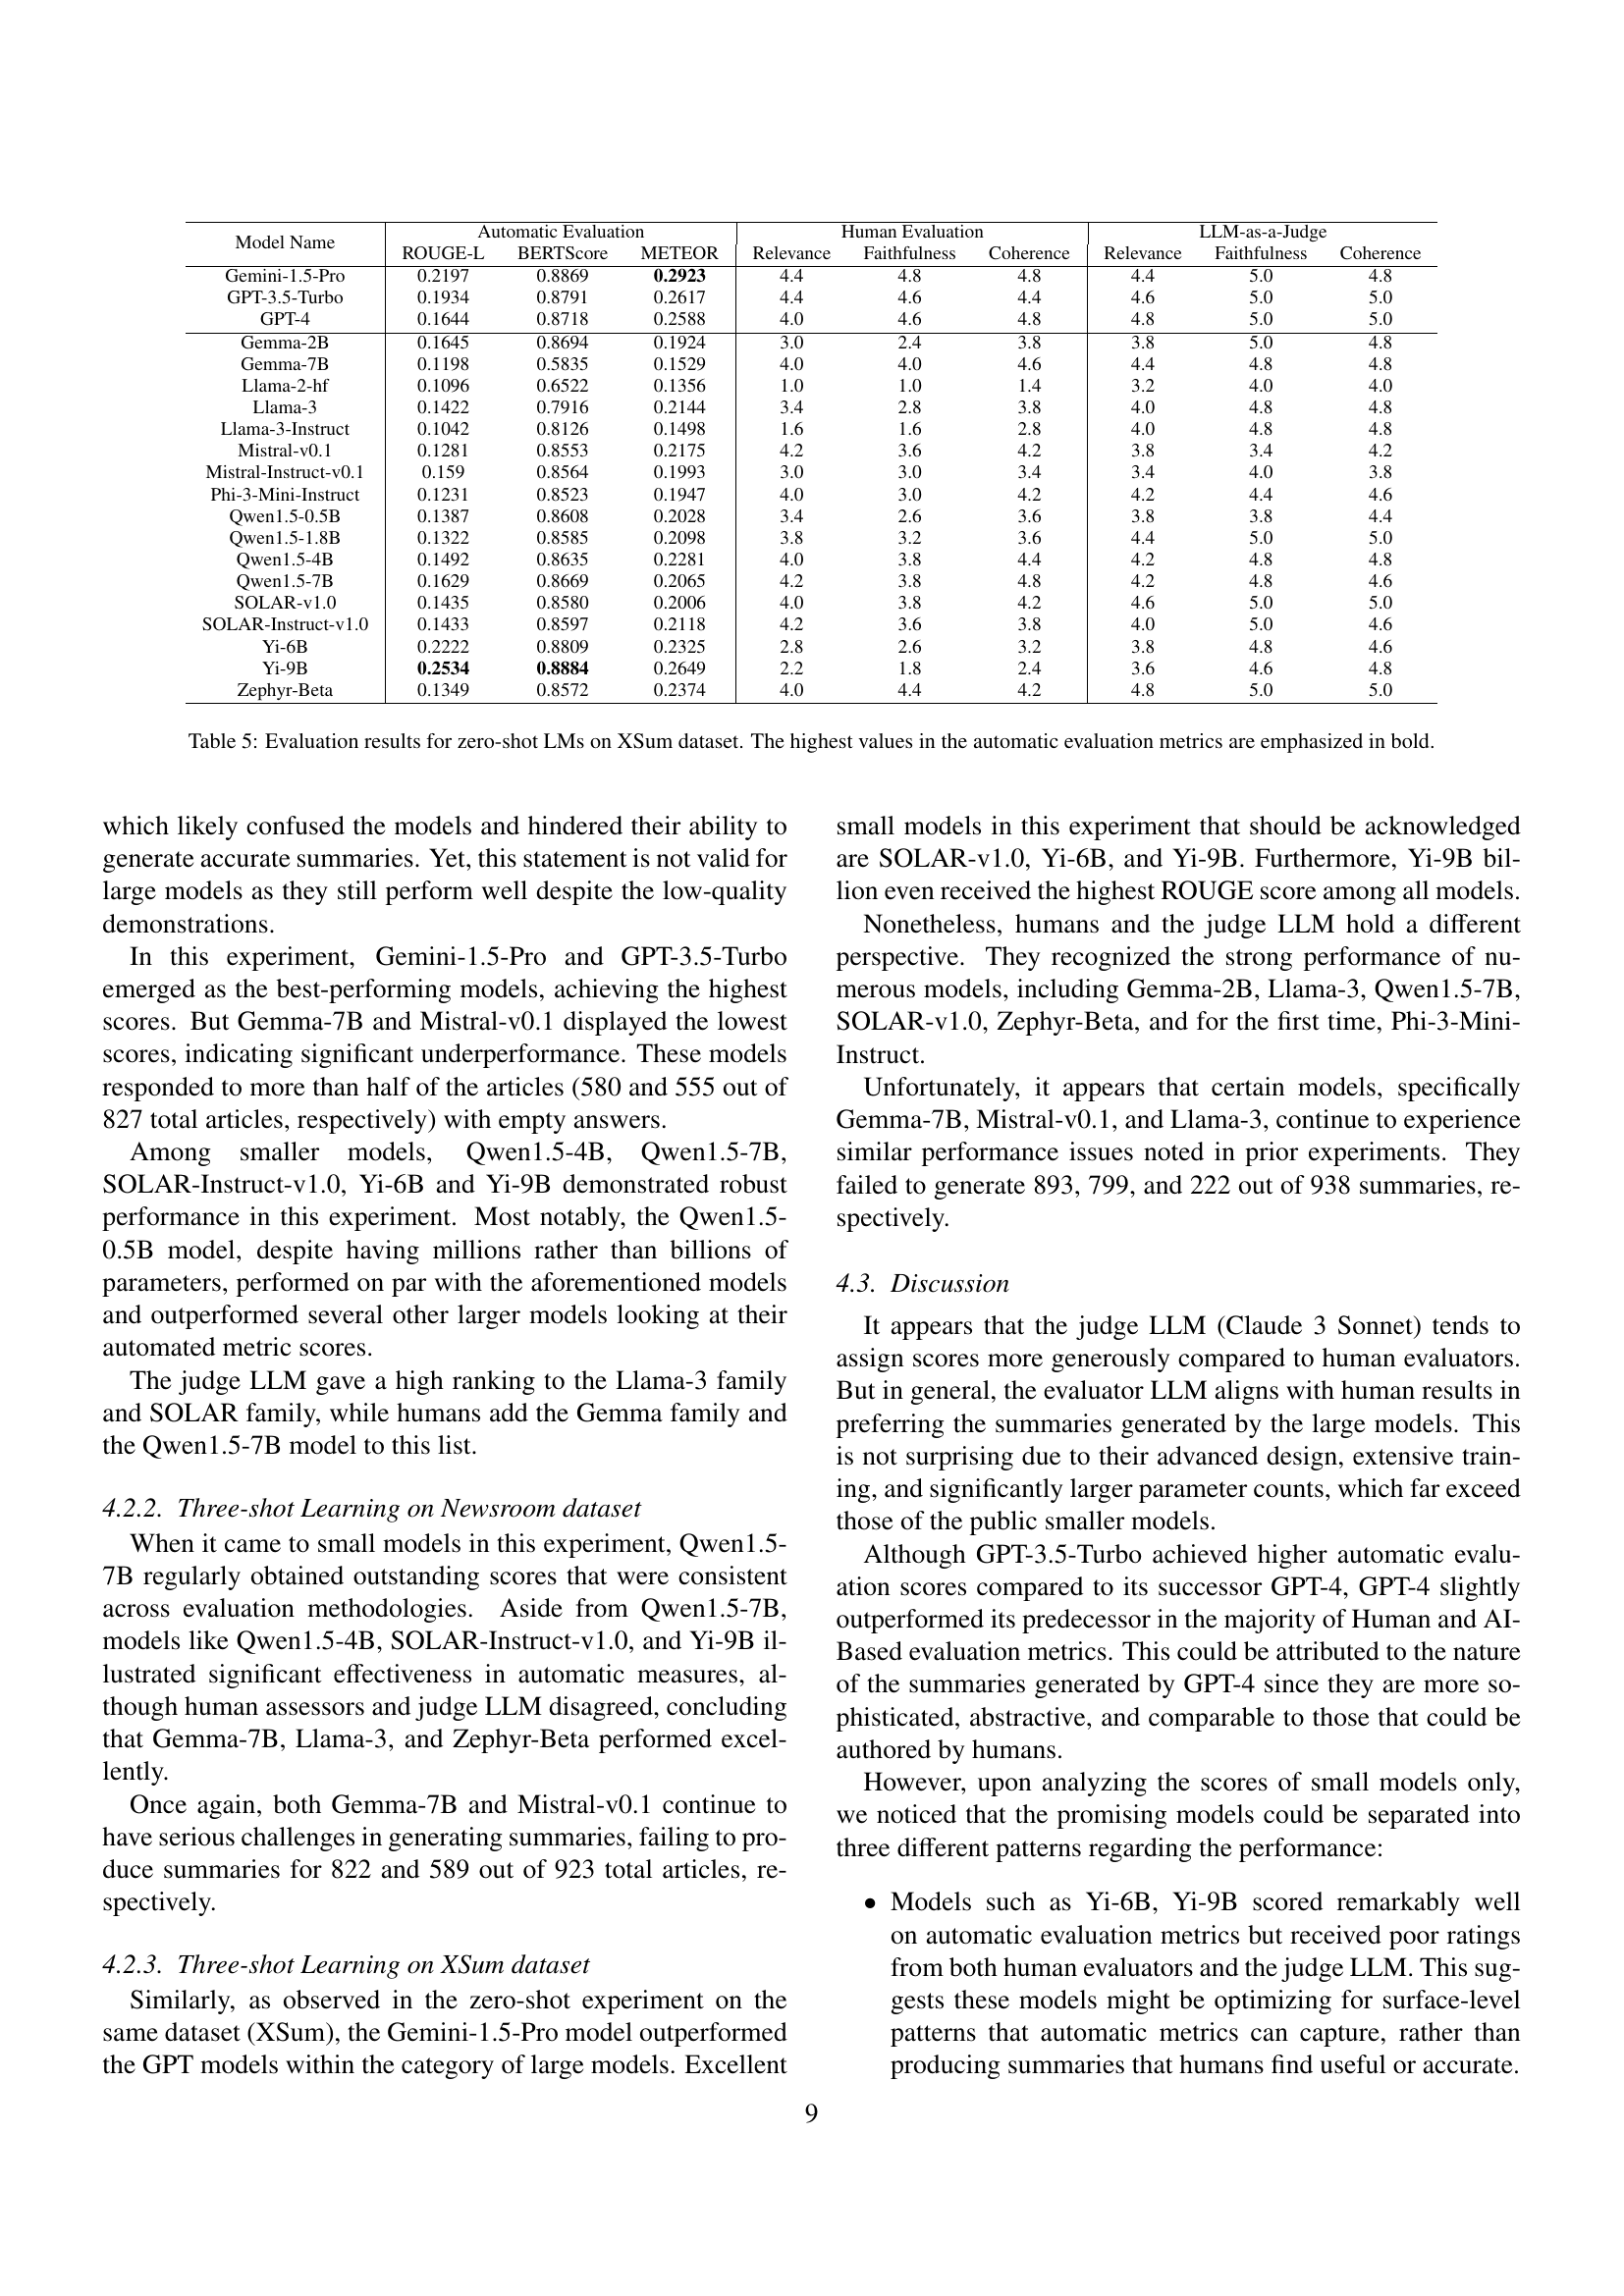 Model Name Automatic Evaluation Human Evaluation LLM-as-a-Judge
ROUGE-L BERTScore METEOR Relevance Faithfulness Coherence Relevance Faithfulness Coherence
Gemini-1.5-Pro 0.2197 0.8869 0.2923 4.4 4.8 4.8 4.4 5.0 4.8
GPT-3.5-Turbo 0.1934 0.8791 0.2617 4.4 4.6 4.4 4.6 5.0 5.0
GPT-4 0.1644 0.8718 0.2588 4.0 4.6 4.8 4.8 5.0 5.0
Gemma-2B 0.1645 0.8694 0.1924 3.0 2.4 3.8 3.8 5.0 4.8
Gemma-7B 0.1198 0.5835 0.1529 4.0 4.0 4.6 4.4 4.8 4.8
Llama-2-hf 0.1096 0.6522 0.1356 1.0 1.0 1.4 3.2 4.0 4.0
Llama-3 0.1422 0.7916 0.2144 3.4 2.8 3.8 4.0 4.8 4.8
Llama-3-Instruct 0.1042 0.8126 0.1498 1.6 1.6 2.8 4.0 4.8 4.8
Mistral-v0.1 0.1281 0.8553 0.2175 4.2 3.6 4.2 3.8 3.4 4.2
Mistral-Instruct-v0.1 0.159 0.8564 0.1993 3.0 3.0 3.4 3.4 4.0 3.8
Phi-3-Mini-Instruct 0.1231 0.8523 0.1947 4.0 3.0 4.2 4.2 4.4 4.6
Qwen1.5-0.5B 0.1387 0.8608 0.2028 3.4 2.6 3.6 3.8 3.8 4.4
Qwen1.5-1.8B 0.1322 0.8585 0.2098 3.8 3.2 3.6 4.4 5.0 5.0
Qwen1.5-4B 0.1492 0.8635 0.2281 4.0 3.8 4.4 4.2 4.8 4.8
Qwen1.5-7B 0.1629 0.8669 0.2065 4.2 3.8 4.8 4.2 4.8 4.6
SOLAR-v1.0 0.1435 0.8580 0.2006 4.0 3.8 4.2 4.6 5.0 5.0
SOLAR-Instruct-v1.0 0.1433 0.8597 0.2118 4.2 3.6 3.8 4.0 5.0 4.6
Yi-6B 0.2222 0.8809 0.2325 2.8 2.6 3.2 3.8 4.8 4.6
Yi-9B 0.2534 0.8884 0.2649 2.2 1.8 2.4 3.6 4.6 4.8
Zephyr-Beta 0.1349 0.8572 0.2374 4.0 4.4 4.2 4.8 5.0 5.0
Table 5: Evaluation results for zero-shot LMs on XSum dataset. The highest values in the automatic evaluation metrics are emphasized in bold.
which likely confused the models and hindered their ability to
generate accurate summaries. Yet, this statement is not valid for
large models as they still perform well despite the low-quality
demonstrations.
In this experiment, Gemini-1.5-Pro and GPT-3.5-Turbo
emerged as the best-performing models, achieving the highest
scores. But Gemma-7B and Mistral-v0.1 displayed the lowest
scores, indicating significant underperformance. These models
responded to more than half of the articles (580 and 555 out of
827 total articles, respectively) with empty answers.
Among smaller models, Qwen1.5-4B, Qwen1.5-7B,
SOLAR-Instruct-v1.0, Yi-6B and Yi-9B demonstrated robust
performance in this experiment. Most notably, the Qwen1.5-
0.5B model, despite having millions rather than billions of
parameters, performed on par with the aforementioned models
and outperformed several other larger models looking at their
automated metric scores.
The judge LLM gave a high ranking to the Llama-3 family
and SOLAR family, while humans add the Gemma family and
the Qwen1.5-7B model to this list.
4.2.2. Three-shot Learning on Newsroom dataset
When it came to small models in this experiment, Qwen1.5-
7B regularly obtained outstanding scores that were consistent
across evaluation methodologies. Aside from Qwen1.5-7B,
models like Qwen1.5-4B, SOLAR-Instruct-v1.0, and Yi-9B il-
lustrated significant effectiveness in automatic measures, al-
though human assessors and judge LLM disagreed, concluding
that Gemma-7B, Llama-3, and Zephyr-Beta performed excel-
lently.
Once again, both Gemma-7B and Mistral-v0.1 continue to
have serious challenges in generating summaries, failing to pro-
duce summaries for 822 and 589 out of 923 total articles, re-
spectively.
4.2.3. Three-shot Learning on XSum dataset
Similarly, as observed in the zero-shot experiment on the
same dataset (XSum), the Gemini-1.5-Pro model outperformed
the GPT models within the category of large models. Excellent
small models in this experiment that should be acknowledged
are SOLAR-v1.0, Yi-6B, and Yi-9B. Furthermore, Yi-9B bil-
lion even received the highest ROUGE score among all models.
Nonetheless, humans and the judge LLM hold a different
perspective. They recognized the strong performance of nu-
merous models, including Gemma-2B, Llama-3, Qwen1.5-7B,
SOLAR-v1.0, Zephyr-Beta, and for the first time, Phi-3-Mini-
Instruct.
Unfortunately, it appears that certain models, specifically
Gemma-7B, Mistral-v0.1, and Llama-3, continue to experience
similar performance issues noted in prior experiments. They
failed to generate 893, 799, and 222 out of 938 summaries, re-
spectively.
4.3. Discussion
It appears that the judge LLM (Claude 3 Sonnet) tends to
assign scores more generously compared to human evaluators.
But in general, the evaluator LLM aligns with human results in
preferring the summaries generated by the large models. This
is not surprising due to their advanced design, extensive train-
ing, and significantly larger parameter counts, which far exceed
those of the public smaller models.
Although GPT-3.5-Turbo achieved higher automatic evalu-
ation scores compared to its successor GPT-4, GPT-4 slightly
outperformed its predecessor in the majority of Human and AI-
Based evaluation metrics. This could be attributed to the nature
of the summaries generated by GPT-4 since they are more so-
phisticated, abstractive, and comparable to those that could be
authored by humans.
However, upon analyzing the scores of small models only,
we noticed that the promising models could be separated into
three different patterns regarding the performance:
• Models such as Yi-6B, Yi-9B scored remarkably well
on automatic evaluation metrics but received poor ratings
from both human evaluators and the judge LLM. This sug-
gests these models might be optimizing for surface-level
patterns that automatic metrics can capture, rather than
producing summaries that humans find useful or accurate.
9